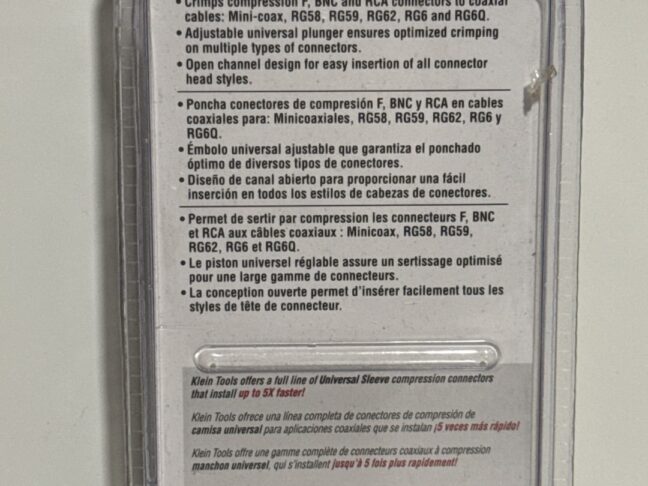 • Crimps compression F, BNC and RCA connectors to coaxial
cables: Mini-coax, RG58, RG59, RG62, RG6 and RG6Q.
• Adjustable universal plunger ensures optimized crimping
on multiple types of connectors.
• Open channel design for easy insertion of all connector
head styles.
• Poncha conectores de compresión F, BNC y RCA en cables
coaxiales para: Minicoaxiales, RG58, RG59, RG62, RG6 y
RG6Q.
• Émbolo universal ajustable que garantiza el ponchado
óptimo de diversos tipos de conectores.
• Diseño de canal abierto para proporcionar una fácil
inserción en todos los estilos de cabezas de conectores.
• Permet de sertir par compression les connecteurs F, BNC
et RCA aux câbles coaxiaux : Minicoax, RG58, RG59,
RG62, RG6 et RG6Q.
• Le piston universel réglable assure un sertissage optimisé
pour une large gamme de connecteurs.
• La conception ouverte permet d'insérer facilement tous les
styles de tête de connecteur.
Klein Tools offers a full line of Universal Sleeve compression connectors
that install up to 5X faster!
Klein Tools ofrece una línea completa de conectores de compresión de
camisa universal para aplicaciones coaxiales que se instalan ¡5 veces más rápido!
Klein Tools offre une gamme complète de connecteurs coaxiaux à compression
manchon universel, qui s'installent jusqu'à 5 fois plus rapidement!